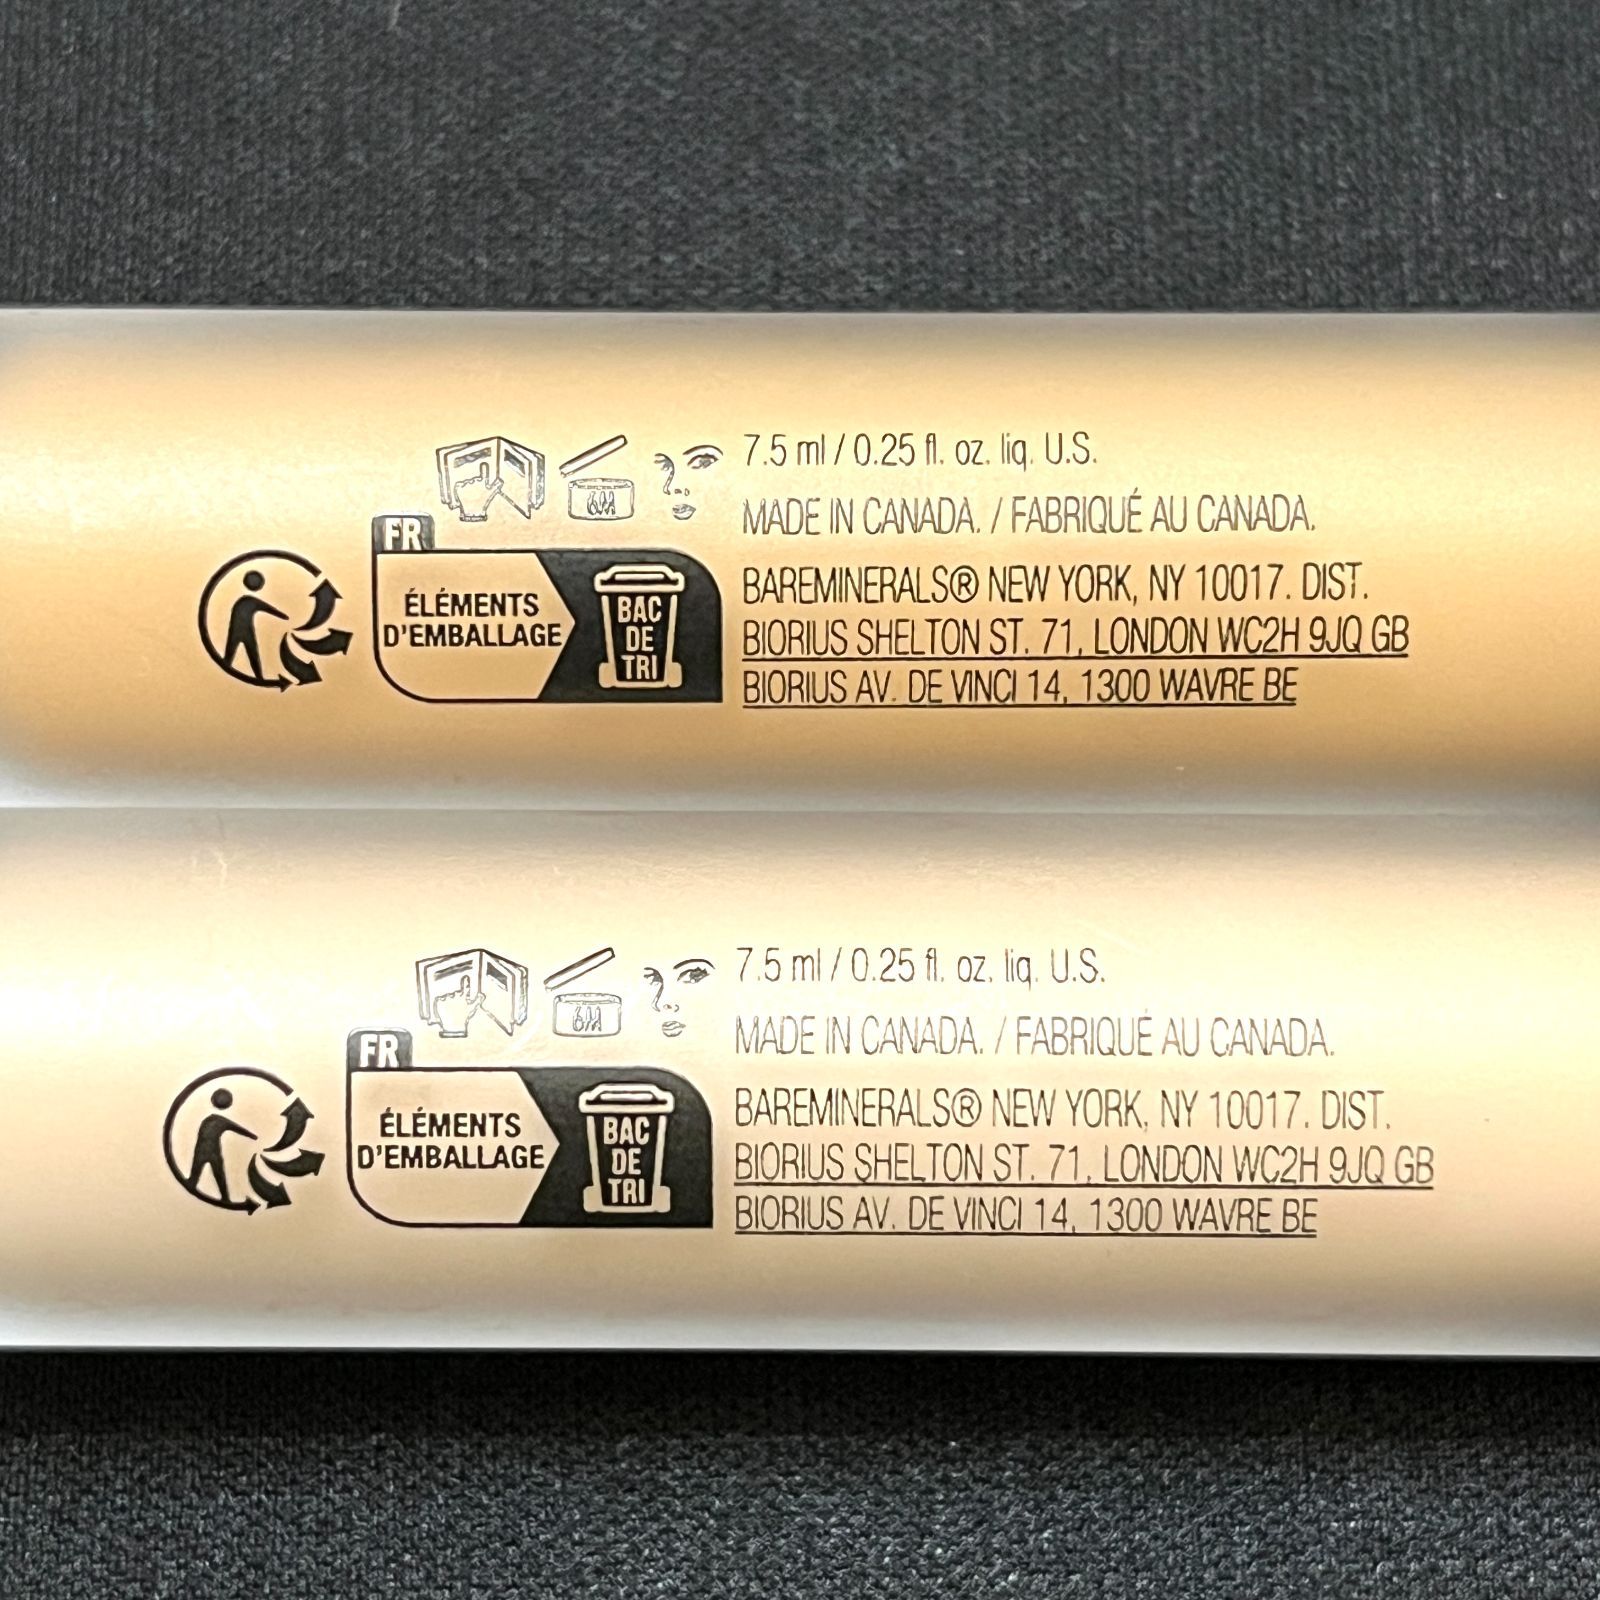 6M
7.5 ml / 0.25 fl. oz. liq. U.S.
MADE IN CANADA. / FABRIQUÉ AU CANADA.
FR
ÉLÉMENTS
D'EMBALLAGE
BAC
DE
TRI
BAREMINERALS® NEW YORK, NY 10017. DIST.
BIORIUS SHELTON ST. 71, LONDON WC2H 9JQ GB
BIORIUS AV. DE VINCI 14, 1300 WAVRE BE
6M
7.5 ml / 0.25 fl. oz. liq. U.S.
MADE IN CANADA. / FABRIQUÉ AU CANADA.
FR
ÉLÉMENTS
D'EMBALLAGE
BAC
DE
TRI
BAREMINERALS® NEW YORK, NY 10017. DIST.
BIORIUS SHELTON ST. 71, LONDON WC2H 9JQ GB
BIORIUS AV. DE VINCI 14, 1300 WAVRE BE